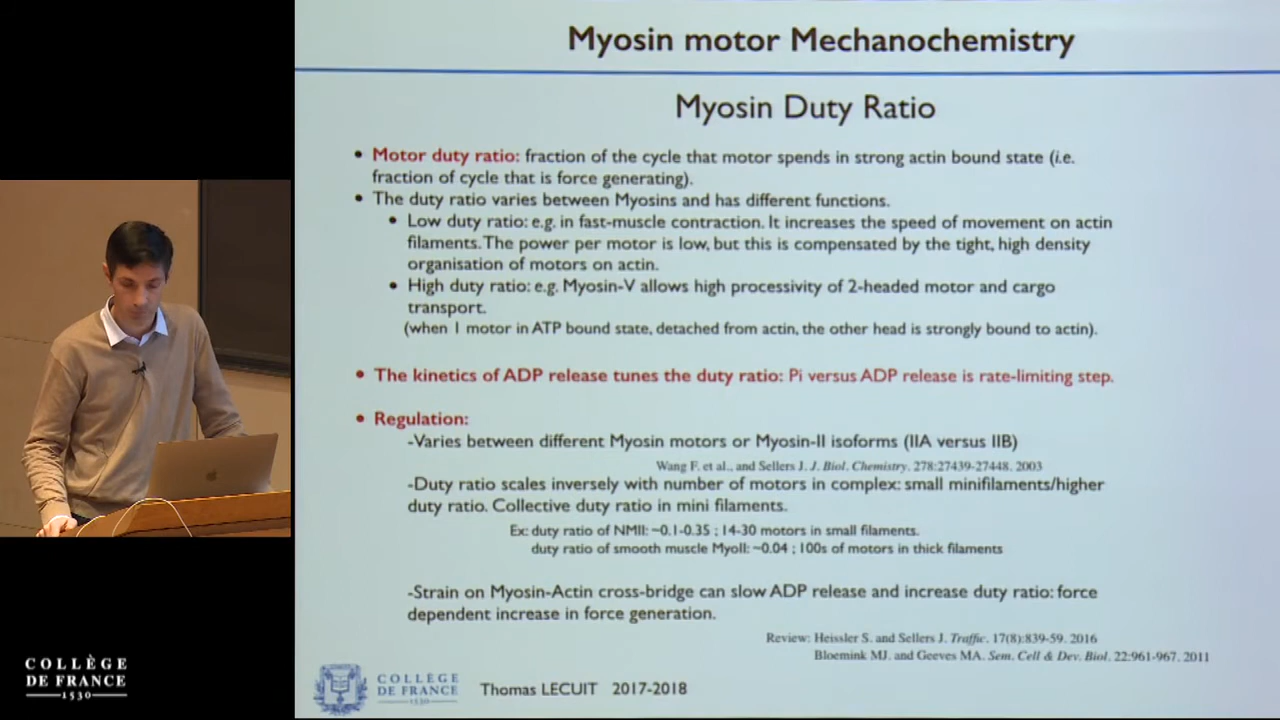 Myosin motor Mechanochemistry
Myosin Duty Ratio
• Motor duty ratio: fraction of the cycle that motor spends in strong actin bound state (i.e.
fraction of cycle that is force generating).
• The duty ratio varies between Myosins and has different functions.
• Low duty ratio: e.g. in fast-muscle contraction. It increases the speed of movement on actin
filaments. The power per motor is low, but this is compensated by the tight, high density
organisation of motors on actin.
• High duty ratio: e.g. Myosin-V allows high processivity of 2-headed motor and cargo
transport.
(when 1 motor in ATP bound state, detached from actin, the other head is strongly bound to actin).
• The kinetics of ADP release tunes the duty ratio: Pi versus ADP release is rate-limiting step.
• Regulation:
-Varies between different Myosin motors or Myosin-II isoforms (IIA versus IIB)
Wang F. et al., and Sellers J. J. Biol. Chemistry. 278:27439-27448. 2003
-Duty ratio scales inversely with number of motors in complex: small minifilaments/higher
duty ratio. Collective duty ratio in mini filaments.
Ex: duty ratio of NMII: ~0.1-0.35 ; 14-30 motors in small filaments.
duty ratio of smooth muscle MyoII: ~0.04 ; 100s of motors in thick filaments
-Strain on Myosin-Actin cross-bridge can slow ADP release and increase duty ratio: force
dependent increase in force generation.
Review: Heissler S. and Sellers J. Traffic. 17(8):839-59. 2016
Bloemink MJ. and Geeves MA. Sem. Cell & Dev. Biol. 22:961-967. 2011
COLLÈGE
DE FRANCE
1530
Thomas LECUIT 2017-2018
COLLÈGE
DE FRANCE
1530